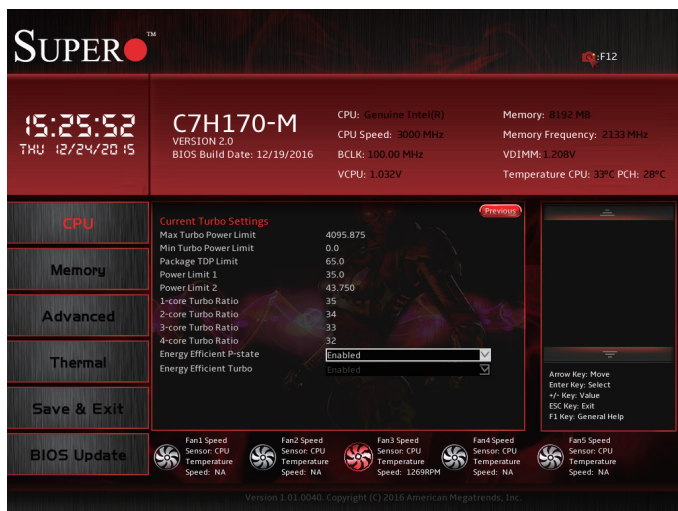 SUPER TM
:F12
15:25:52
THU 12/24/2015
C7H170-M
VERSION 2.0
BIOS Build Date: 12/19/2016
CPU: Genuine Intel(R)
CPU Speed: 3000 MHz
BCLK: 100.00 MHz
VCPU: 1.032V
Memory: 8192 MB
Memory Frequency: 2133 MHz
VDIMM: 1.208V
Temperature CPU: 33°C PCH: 28°C
CPU
Memory
Advanced
Thermal
Save & Exit
BIOS Update
Previous
Current Turbo Settings
Max Turbo Power Limit 4095.875
Min Turbo Power Limit 0.0
Package TDP Limit 65.0
Power Limit 1 35.0
Power Limit 2 43.750
1-core Turbo Ratio 35
2-core Turbo Ratio 34
3-core Turbo Ratio 33
4-core Turbo Ratio 32
Energy Efficient P-state Enabled
Energy Efficient Turbo Enabled
Arrow Key: Move
Enter Key: Select
+/- Key: Value
ESC Key: Exit
F1 Key: General Help
Fan1 Speed
Sensor: CPU
Temperature
Speed: NA
Fan2 Speed
Sensor: CPU
Temperature
Speed: NA
Fan3 Speed
Sensor: CPU
Temperature
Speed: 1269RPM
Fan4 Speed
Sensor: CPU
Temperature
Speed: NA
Fan5 Speed
Sensor: CPU
Temperature
Speed: NA
Version 1.01.0040. Copyright (C) 2016 American Megatrends, Inc.